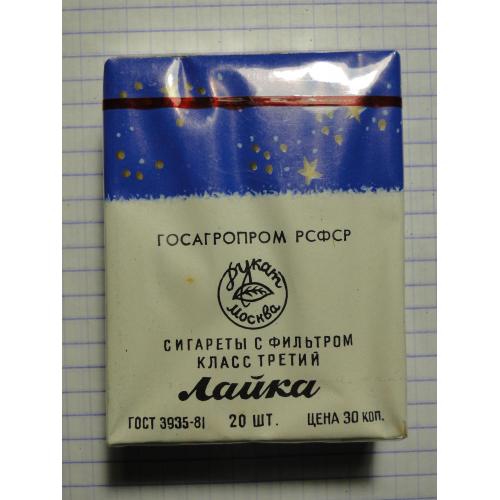 ГОСАГРОПРОМ РСФСР
Дукат
Москва
СИГАРЕТЫ С ФИЛЬТРОМ
КЛАСС ТРЕТИЙ
Лайка
ГОСТ 3935-81 20 ШТ. ЦЕНА 30 КОП.